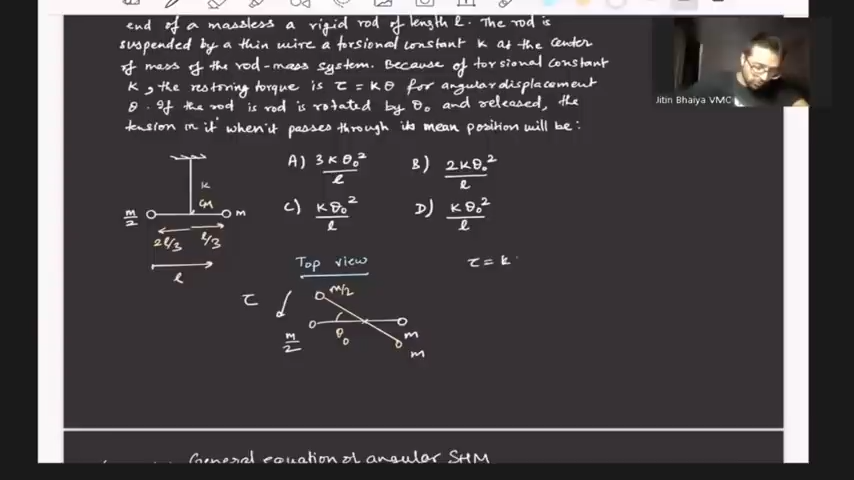 end of a massless a rigid rod of length l. The rod is
suspended by a thin wire a torsional constant k at the center
of mass of the rod-mass system. Because of torsional constant
k, the restoring torque is τ = kθ for angular displacement
θ. If the rod is rod is rotated by θ₀ and released, the
tension in it when it passes through its mean position will be:
A) 3kθ₀²/l B) 2kθ₀²/l
C) kθ₀²/l D) kθ₀²/l
k
CM
m/2 m
2l/3 l/3
l
Top view
τ = k
τ m/2
m/2 θ₀ m
m
General equation of angular SHM
Jitin Bhaiya VMC